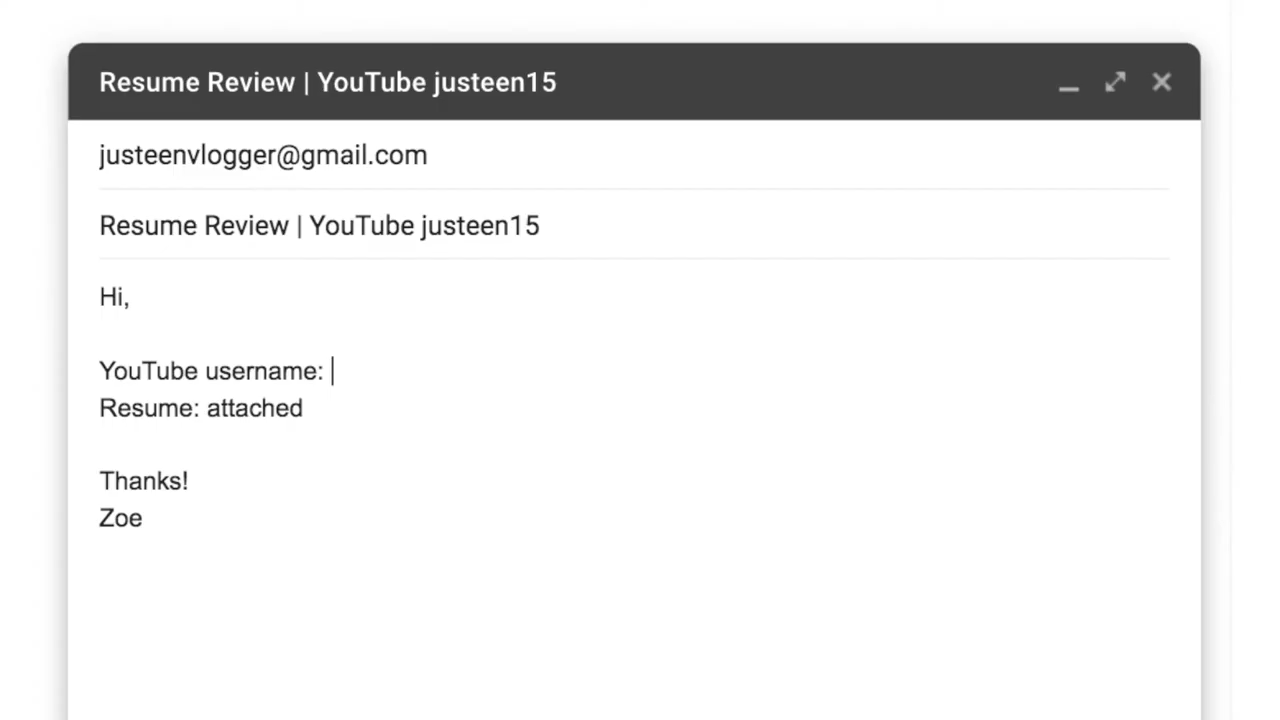 Resume Review | YouTube justeen15
justeenvlogger@gmail.com
Resume Review | YouTube justeen15
Hi,
YouTube username:
Resume: attached
Thanks!
Zoe